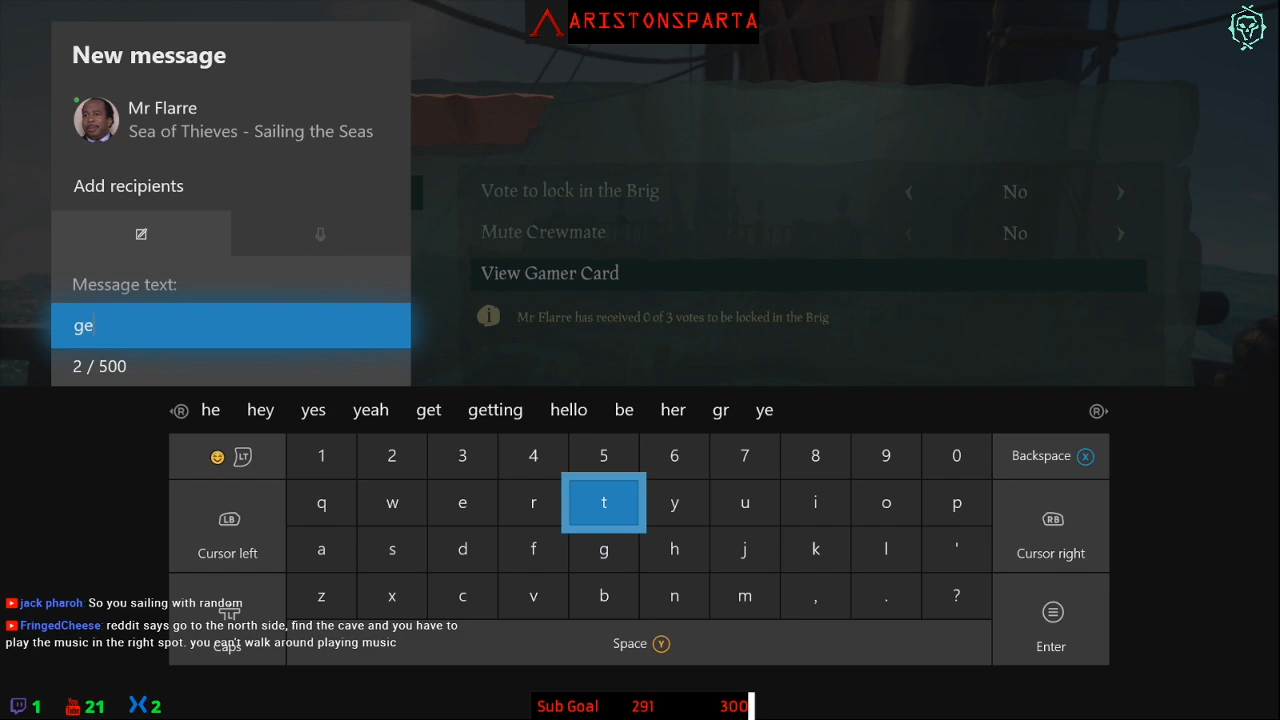 ARISTONSPARTA
New message
Mr Flarre
Sea of Thieves - Sailing the Seas
Add recipients
Message text:
ge
2 / 500
Vote to lock in the Brig No
Mute Crewmate No
View Gamer Card
Mr Flarre has received 0 of 3 votes to be locked in the Brig
R he hey yes yeah get getting hello be her gr ye R
LT 1 2 3 4 5 6 7 8 9 0 Backspace X
LB Cursor left q w e r t y u i o p RB Cursor right
a s d f g h j k l '
Caps z x c v b n m , . ? Enter
Space Y
jack pharoh: So you sailing with random
FringedCheese: reddit says go to the north side, find the cave and you have to
play the music in the right spot. you can't walk around playing music
1 21 2
Sub Goal 291 300